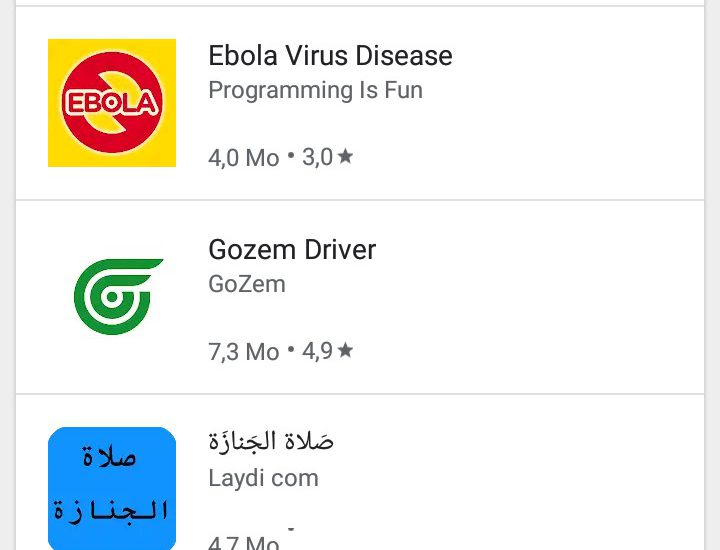 EBOLA
Ebola Virus Disease
Programming Is Fun
4,0 Mo • 3,0★
Gozem Driver
GoZem
7,3 Mo • 4,9★
صلاة
الجنازة
صَلاة الجَنازَة
Laydi com
4,7 Mo